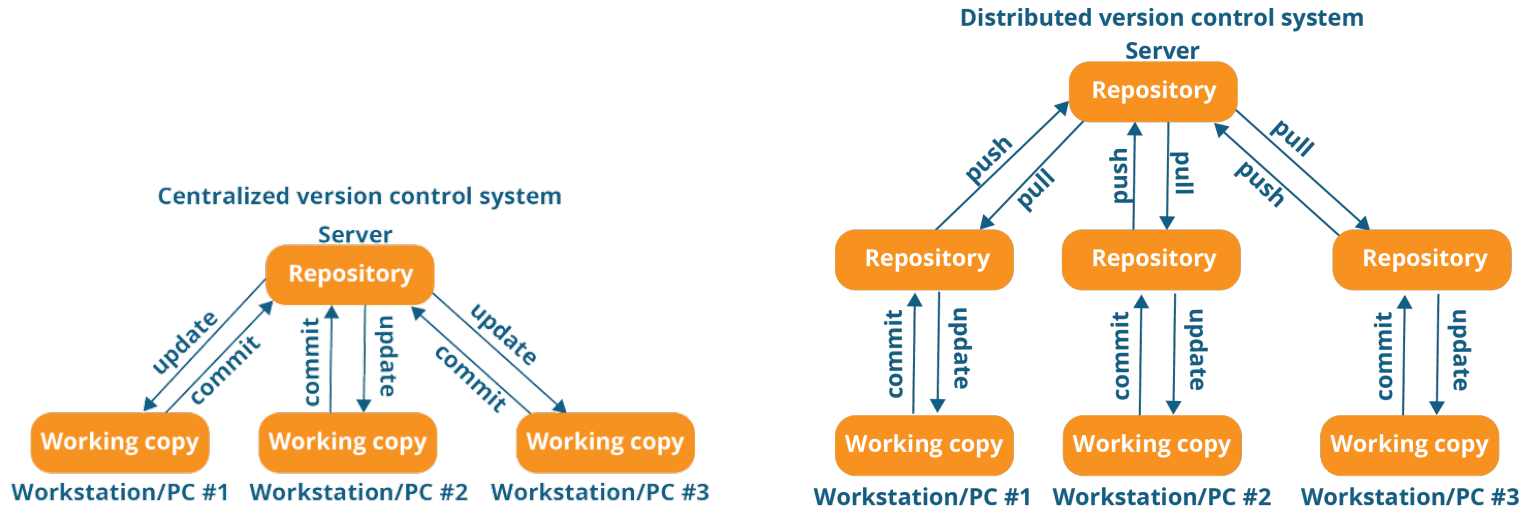 Centralized version control system
Server
Repository
update
commit
commit
update
update
commit
Working copy
Working copy
Working copy
Workstation/PC #1
Workstation/PC #2
Workstation/PC #3
Distributed version control system
Server
Repository
push
pull
push
pull
pull
push
Repository
Repository
Repository
commit
update
commit
update
commit
update
Working copy
Working copy
Working copy
Workstation/PC #1
Workstation/PC #2
Workstation/PC #3